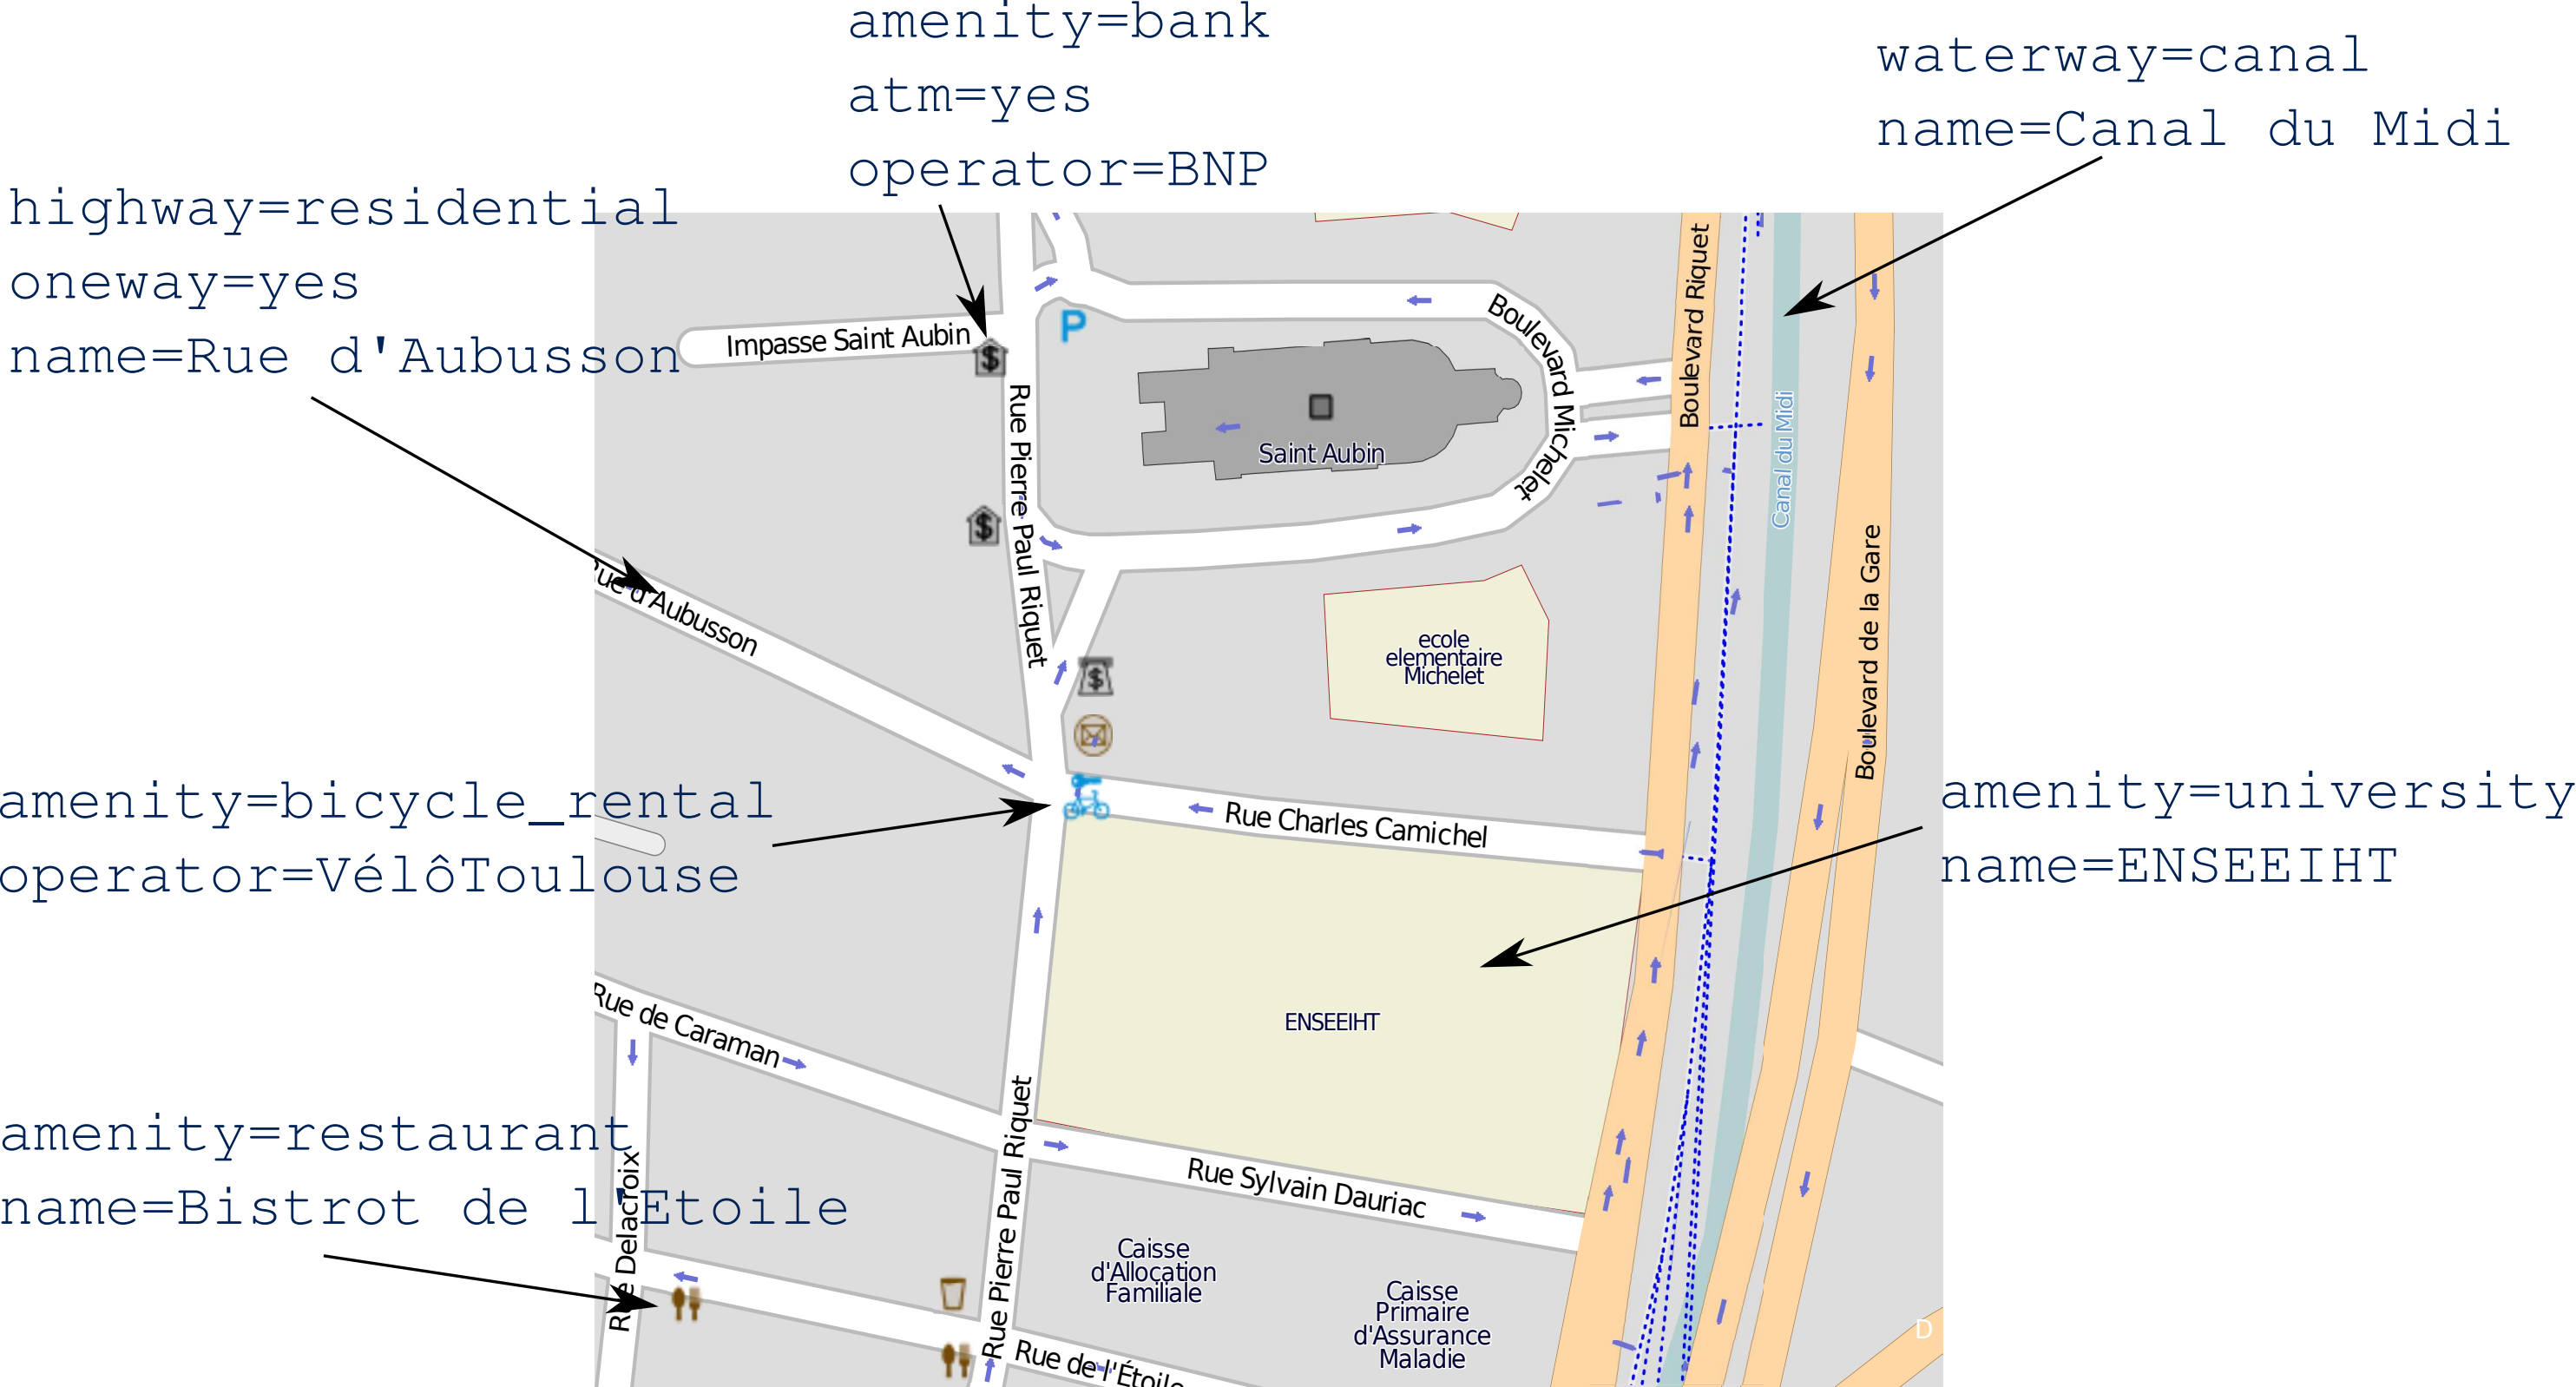 amenity=bank
atm=yes
operator=BNP
waterway=canal
name=Canal du Midi
highway=residential
oneway=yes
name=Rue d'Aubusson
Impasse Saint Aubin
P
$
Boulevard Michelet
Boulevard Riquet
Saint Aubin
Canal du Midi
Rue Pierre Paul Riquet
$
Boulevard de la Gare
Rue d'Aubusson
ecole
elementaire
Michelet
$
amenity=bicycle_rental
operator=VélôToulouse
Rue Charles Camichel
amenity=university
name=ENSEEIHT
ENSEEIHT
Rue de Caraman
amenity=restaurant
name=Bistrot de l'Etoile
Rue Delacroix
Rue Pierre Paul Riquet
Rue Sylvain Dauriac
Caisse
d'Allocation
Familiale
Caisse
Primaire
d'Assurance
Maladie
Rue de l'Étoile
D